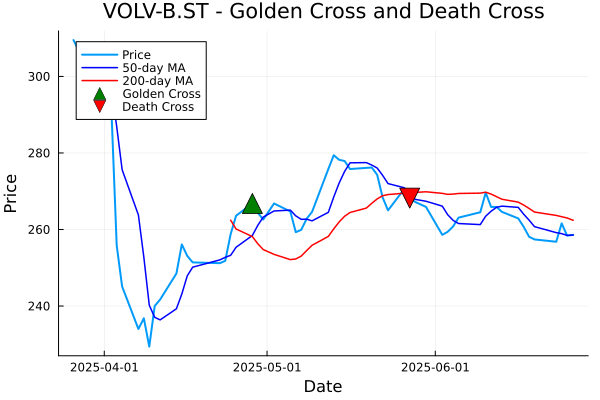 VOLV-B.ST - Golden Cross and Death Cross
Price
50-day MA
200-day MA
Golden Cross
Death Cross
300
280
260
240
Price
2025-04-01
2025-05-01
2025-06-01
Date